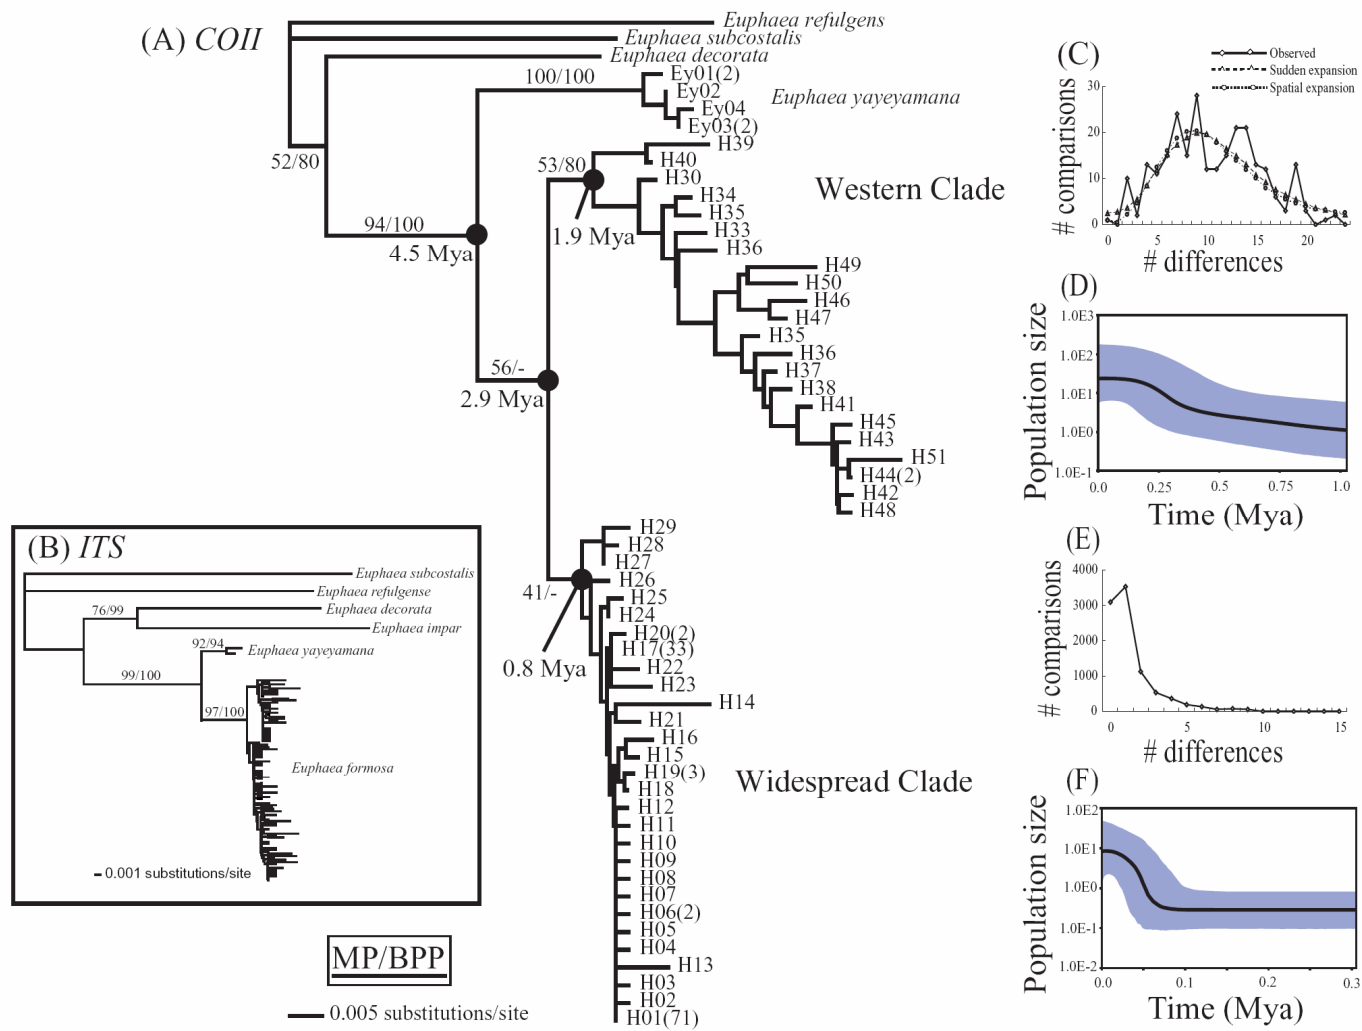 (A) COII
Euphaea refulgens
Euphaea subcostalis
Euphaea decorata
100/100
Ey01(2)
Ey02
Ey04
Ey03(2)
Euphaea yayeyamana
52/80
94/100
4.5 Mya
53/80
1.9 Mya
56/-
2.9 Mya
H39
H40
H30
H34
H35
H33
H36
H49
H50
H46
H47
H35
H36
H37
H38
H41
H45
H43
H51
H44(2)
H42
H48
Western Clade
41/-
0.8 Mya
H29
H28
H27
H26
H25
H24
H20(2)
H17(33)
H22
H23
H14
H21
H16
H15
H19(3)
H18
H12
H11
H10
H09
H08
H07
H06(2)
H05
H04
H13
H03
H02
H01(71)
Widespread Clade
(B) ITS
Euphaea subcostalis
Euphaea refulgense
Euphaea decorata
Euphaea impar
76/99
92/94
Euphaea yayeyamana
99/100
97/100
Euphaea formosa
0.001 substitutions/site
MP/BPP
0.005 substitutions/site
(C)
Observed
Sudden expansion
Spatial expansion
# comparisons
30
20
10
0
0 5 10 15 20
# differences
(D)
Population size
1.0E3
1.0E2
1.0E1
1.0E0
1.0E-1
0.0 0.25 0.5 0.75 1.0
Time (Mya)
(E)
# comparisons
4000
3000
2000
1000
0
0 5 10 15
# differences
(F)
Population size
1.0E2
1.0E1
1.0E0
1.0E-1
1.0E-2
0.0 0.1 0.2 0.3
Time (Mya)